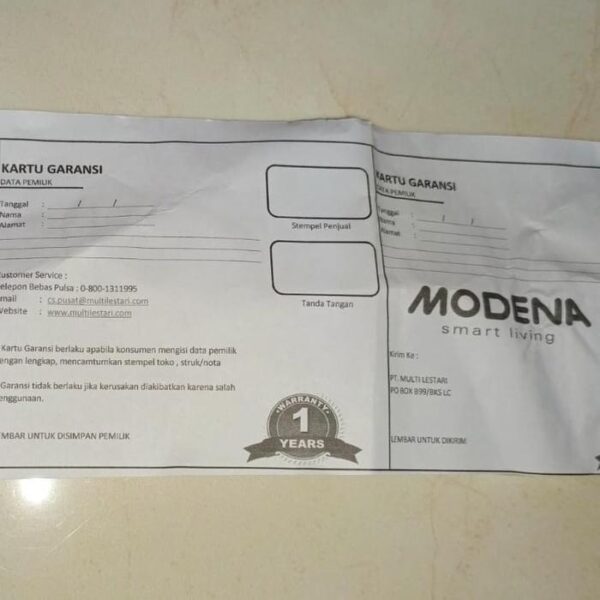 KARTU GARANSI
DATA PEMILIK
Tanggal : / /
Nama :
Alamat :
Stempel Penjual
Tanda Tangan
Customer Service :
Telepon Bebas Pulsa : 0-800-1311995
Email : cs.pusat@multilestari.com
Website : www.multilestari.com
Kartu Garansi berlaku apabila konsumen mengisi data pemilik
dengan lengkap, mencamtumkan stempel toko , struk/nota
Garansi tidak berlaku jika kerusakan diakibatkan karena salah
penggunaan.
WARRANTY
1
YEARS
LEMBAR UNTUK DISIMPAN PEMILIK
KARTU GARANSI
DATA PEMILIK
Tanggal : / /
Nama :
Alamat :
MODENA
smart living
Kirim Ke :
PT. MULTI LESTARI
PO BOX B99/BKS LC
LEMBAR UNTUK DIKIRIM